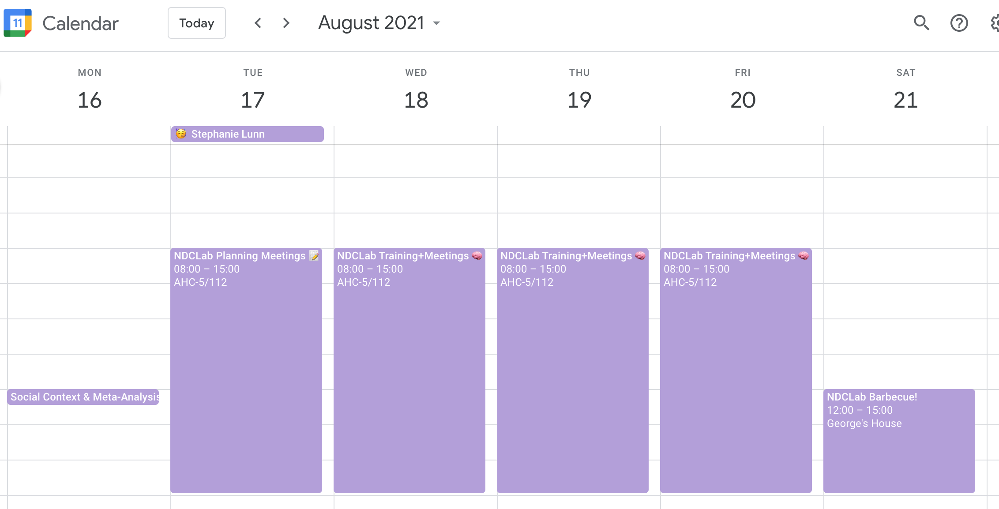 11 Calendar Today August 2021
MON TUE WED THU FRI SAT
16 17 18 19 20 21
🥳 Stephanie Lunn
NDCLab Planning Meetings 📝
08:00 – 15:00
AHC-5/112
NDCLab Training+Meetings 🧠
08:00 – 15:00
AHC-5/112
NDCLab Training+Meetings 🧠
08:00 – 15:00
AHC-5/112
NDCLab Training+Meetings 🧠
08:00 – 15:00
AHC-5/112
Social Context & Meta-Analysis
NDCLab Barbecue!
12:00 – 15:00
George's House